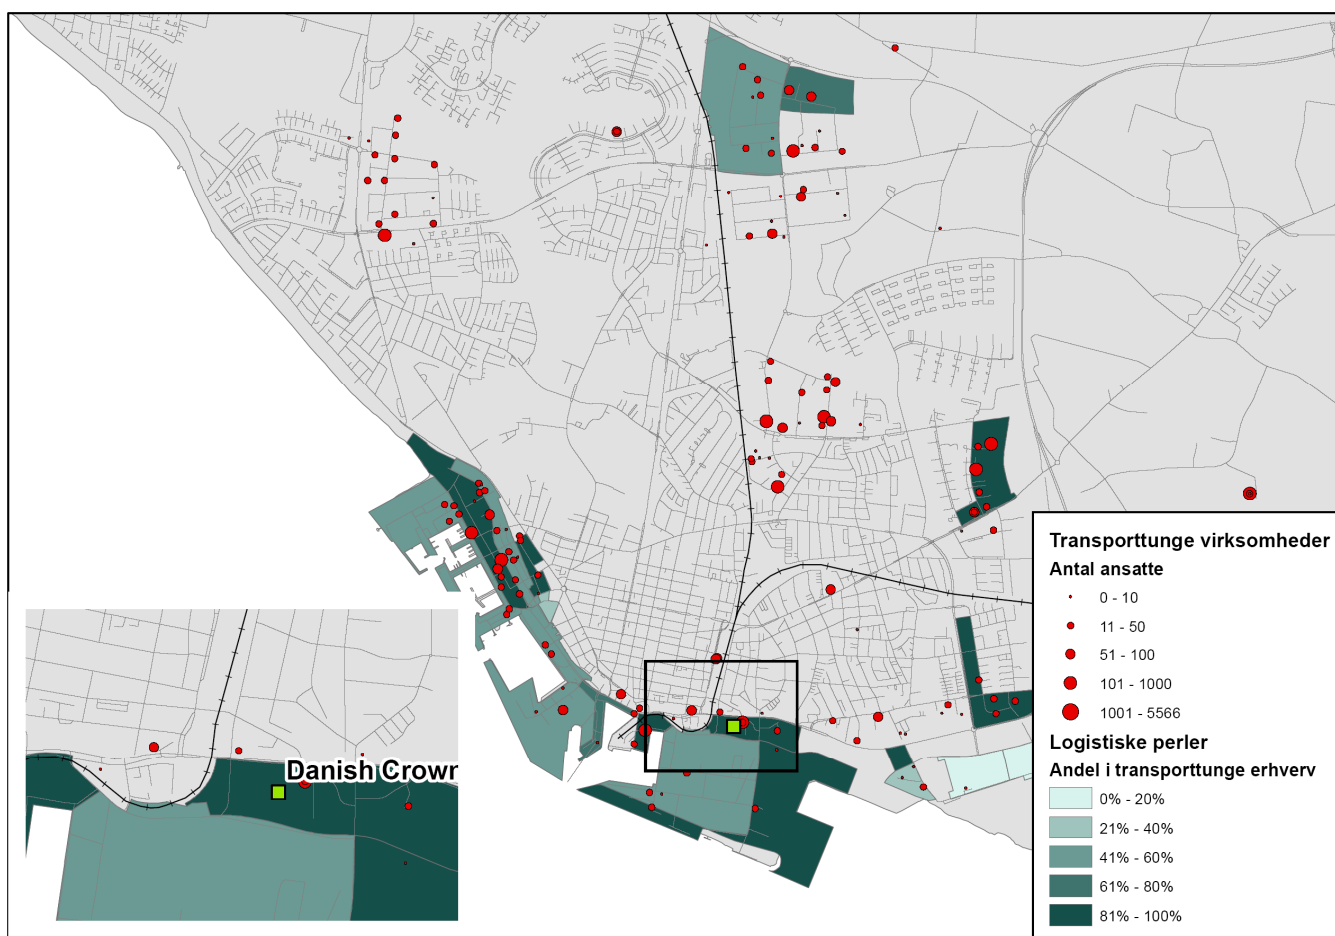 Danish Crown
Transporttunge virksomheder
Antal ansatte
0 - 10
11 - 50
51 - 100
101 - 1000
1001 - 5566
Logistiske perler
Andel i transporttunge erhverv
0% - 20%
21% - 40%
41% - 60%
61% - 80%
81% - 100%